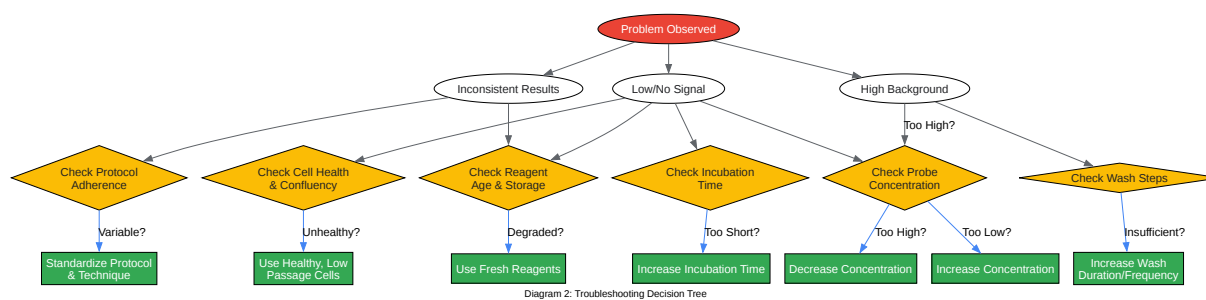 Problem Observed
Inconsistent Results
Low/No Signal
High Background
Too High?
Check Protocol
Adherence
Check Cell Health
& Confluency
Check Reagent
Age & Storage
Check Incubation
Time
Check Probe
Concentration
Check Wash Steps
Variable?
Unhealthy?
Degraded?
Too Short?
Too High?
Too Low?
Insufficient?
Standardize Protocol
& Technique
Use Healthy, Low
Passage Cells
Use Fresh Reagents
Increase Incubation Time
Decrease Concentration
Increase Concentration
Increase Wash
Duration/Frequency
Diagram 2: Troubleshooting Decision Tree